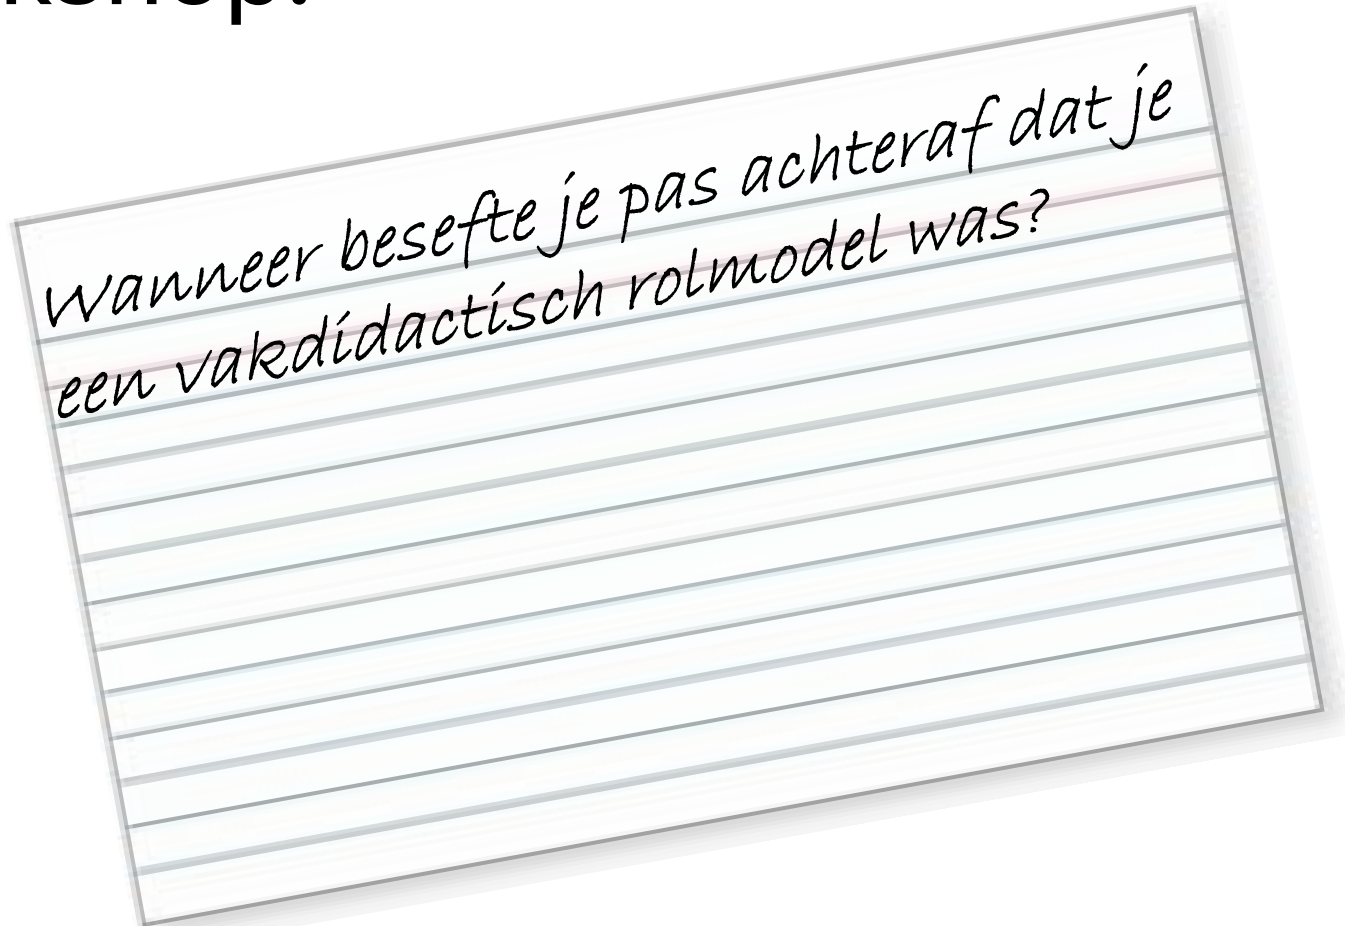 Wanneer besefte je pas achteraf dat je
een vakdidactisch rolmodel was?